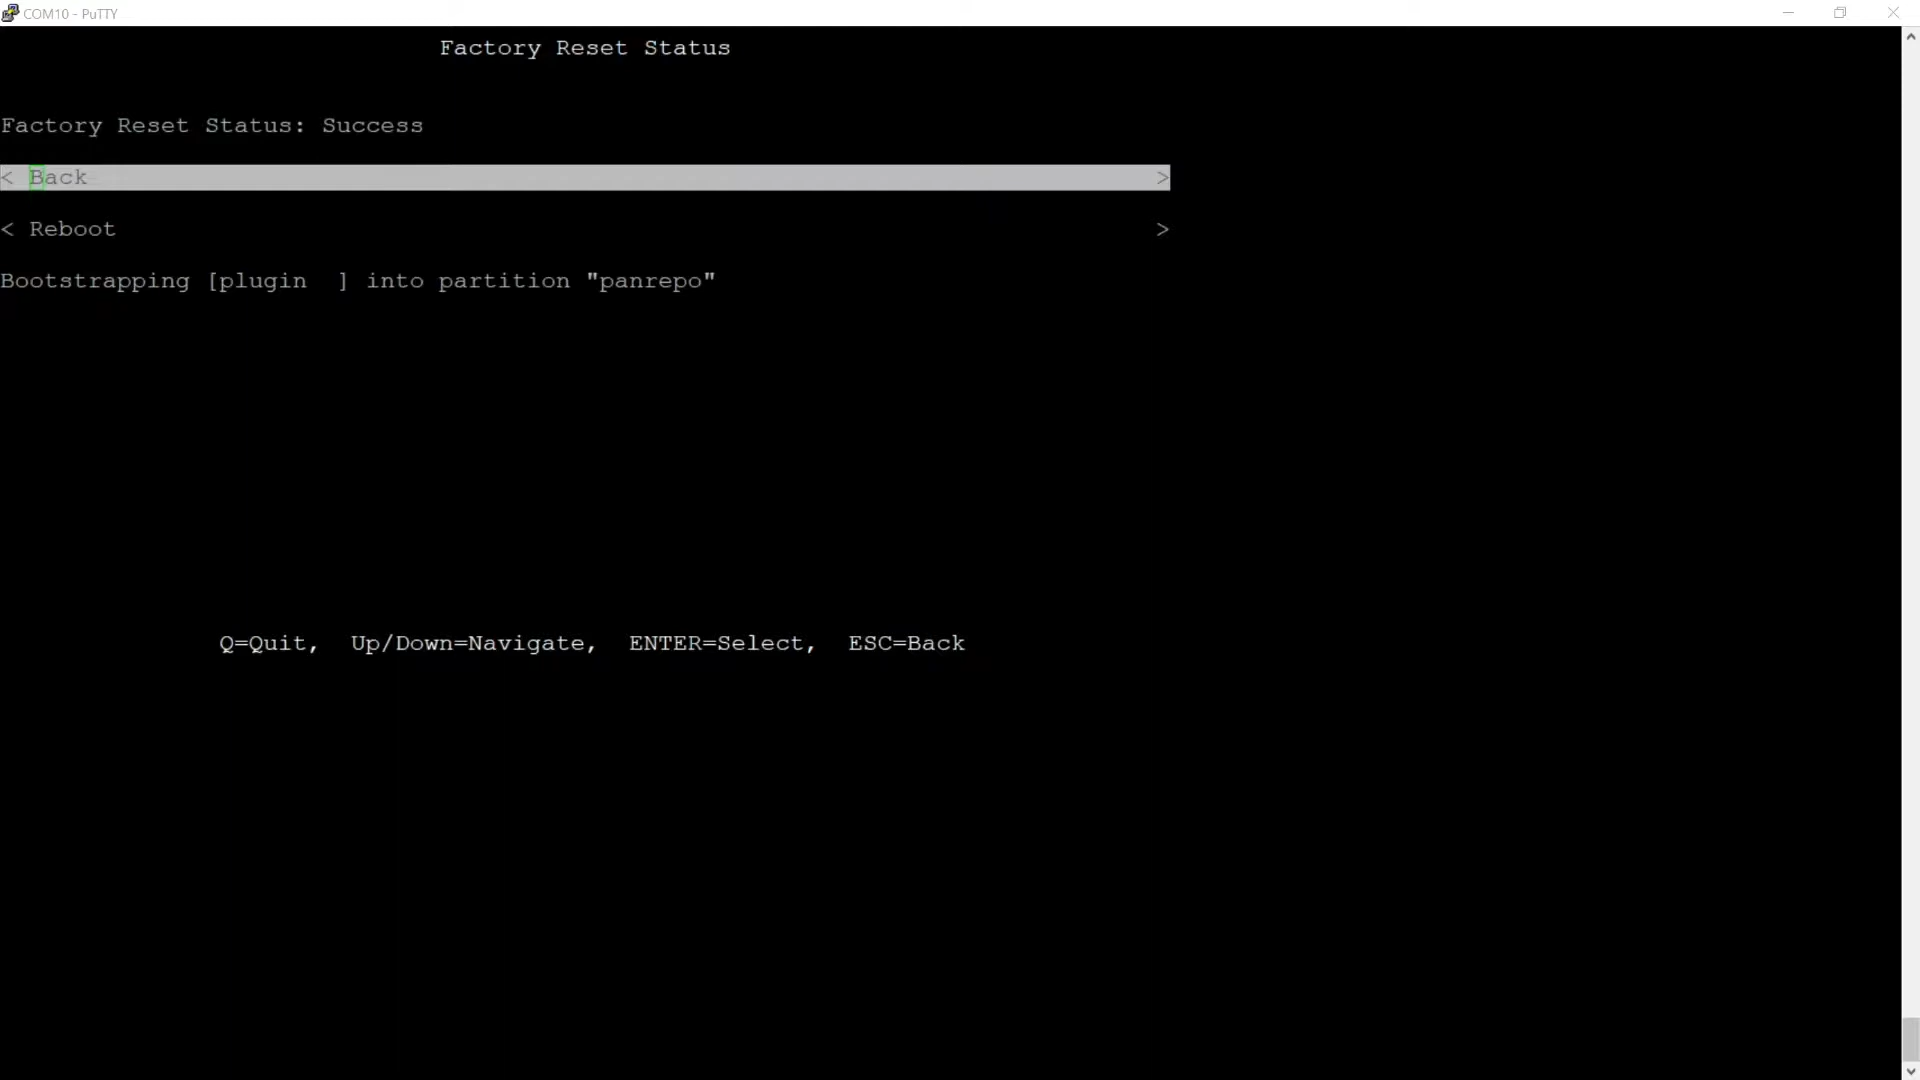 COM10 - PuTTY
Factory Reset Status
Factory Reset Status: Success
< Back >
< Reboot >
Bootstrapping [plugin  ] into partition "panrepo"
Q=Quit,  Up/Down=Navigate,  ENTER=Select,  ESC=Back